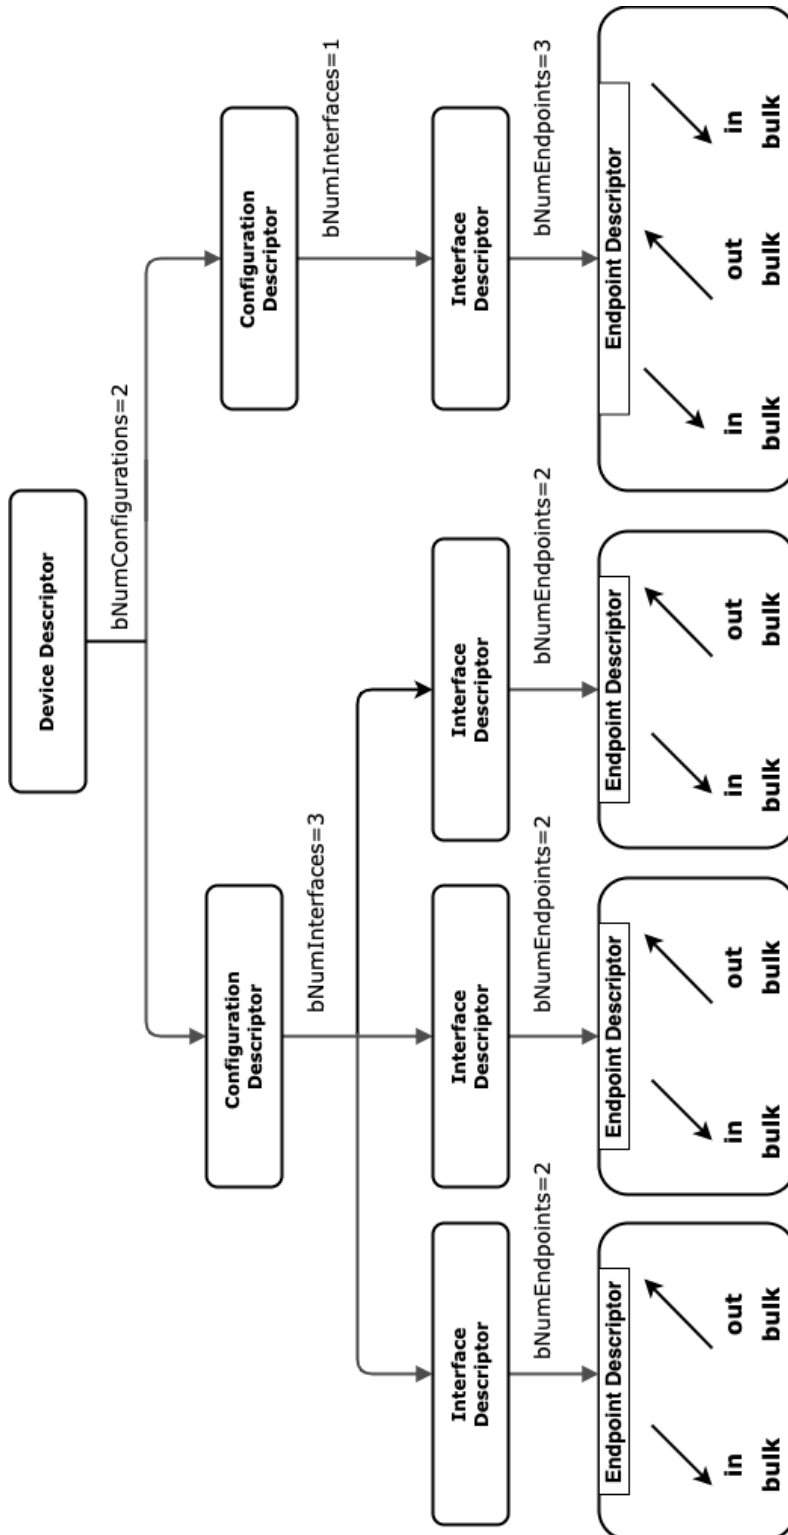 Device Descriptor
bNumConfigurations=2
Configuration
Descriptor
Configuration
Descriptor
bNumInterfaces=3
bNumInterfaces=1
Interface
Descriptor
Interface
Descriptor
Interface
Descriptor
Interface
Descriptor
bNumEndpoints=2
bNumEndpoints=2
bNumEndpoints=2
bNumEndpoints=3
Endpoint Descriptor
Endpoint Descriptor
Endpoint Descriptor
Endpoint Descriptor
in out
bulk bulk
in out
bulk bulk
in out
bulk bulk
in out in
bulk bulk bulk